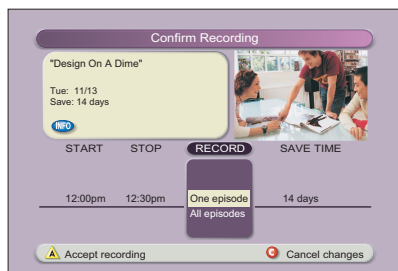 Confirm Recording
"Design On A Dime"
Tue: 11/13
Save: 14 days
INFO
START STOP RECORD SAVE TIME
12:00pm 12:30pm One episode 14 days
All episodes
A Accept recording C Cancel changes